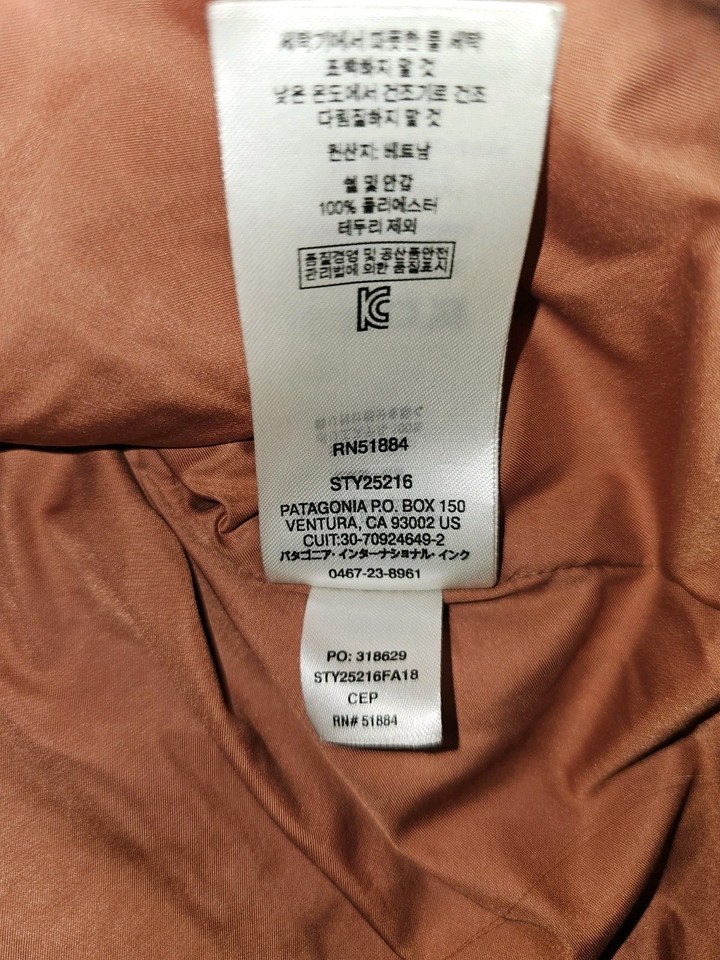 세탁기에서 따뜻한 물 세탁
표백하지 말 것
낮은 온도에서 건조기로 건조
다림질하지 말 것
원산지: 베트남
쉘 및 안감
100% 폴리에스터
테두리 제외
품질경영 및 공산품안전
관리법에 의한 품질표시
RN51884
STY25216
PATAGONIA P.O. BOX 150
VENTURA, CA 93002 US
CUIT:30-70924649-2
パタゴニア・インターナショナル・インク
0467-23-8961
PO: 318629
STY25216FA18
CEP
RN# 51884